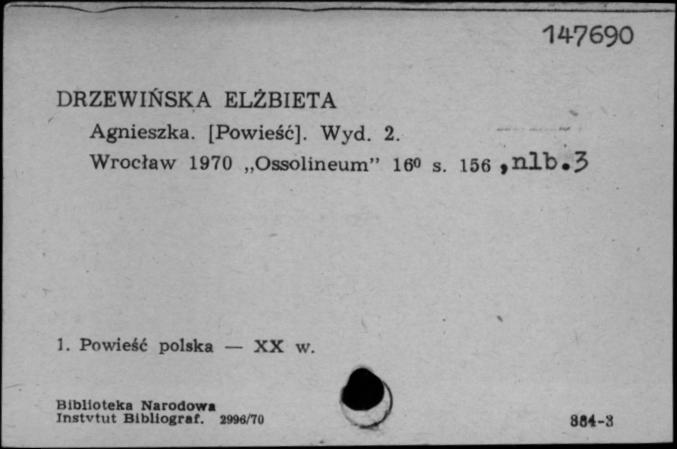 147690
DRZEWIŃSKA ELŻBIETA
Agnieszka. [Powieść]. Wyd. 2.
Wrocław 1970 „Ossolineum” 16⁰ s. 156 , nlb.3
1. Powieść polska — XX w.
Biblioteka Narodowa
Instytut Bibliograf. 2996/70
884-3